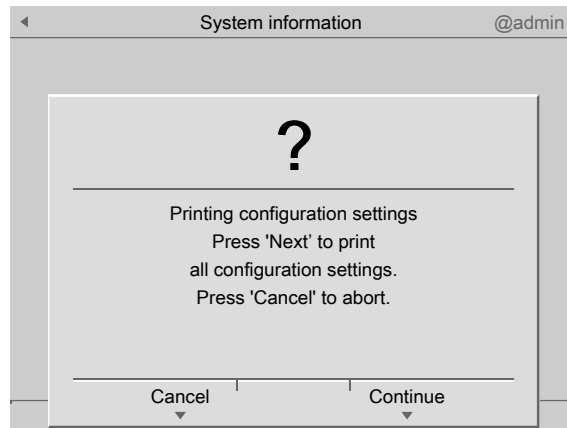 System information
@admin
?
Printing configuration settings
Press 'Next’ to print
all configuration settings.
Press 'Cancel' to abort.
Cancel
Continue